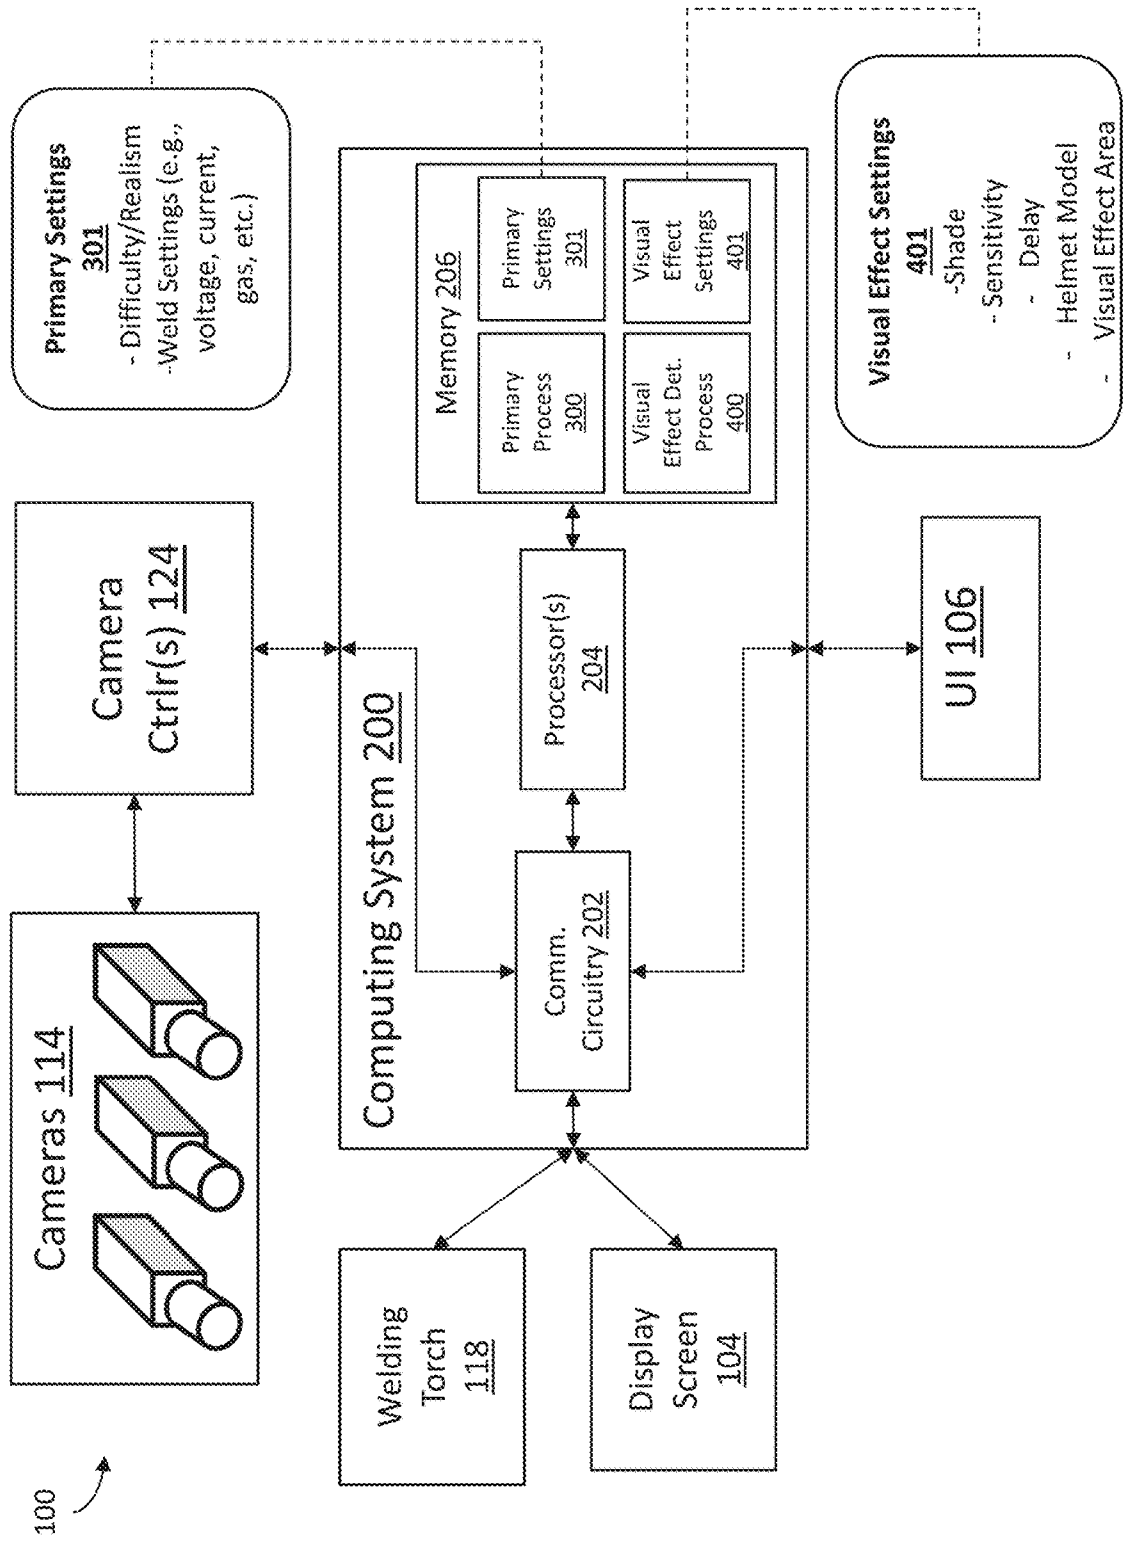 100
Cameras 114
Camera
Ctrlr(s) 124
Primary Settings
301
- Difficulty/Realism
-Weld Settings (e.g.,
voltage, current,
gas, etc.)
Welding
Torch
118
Display
Screen
104
Computing System 200
Comm.
Circuitry 202
Processor(s)
204
Memory 206
Primary
Process
300
Primary
Settings
301
Visual
Effect Det.
Process
400
Visual
Effect
Settings
401
UI 106
Visual Effect Settings
401
-Shade
- Sensitivity
- Delay
- Helmet Model
- Visual Effect Area